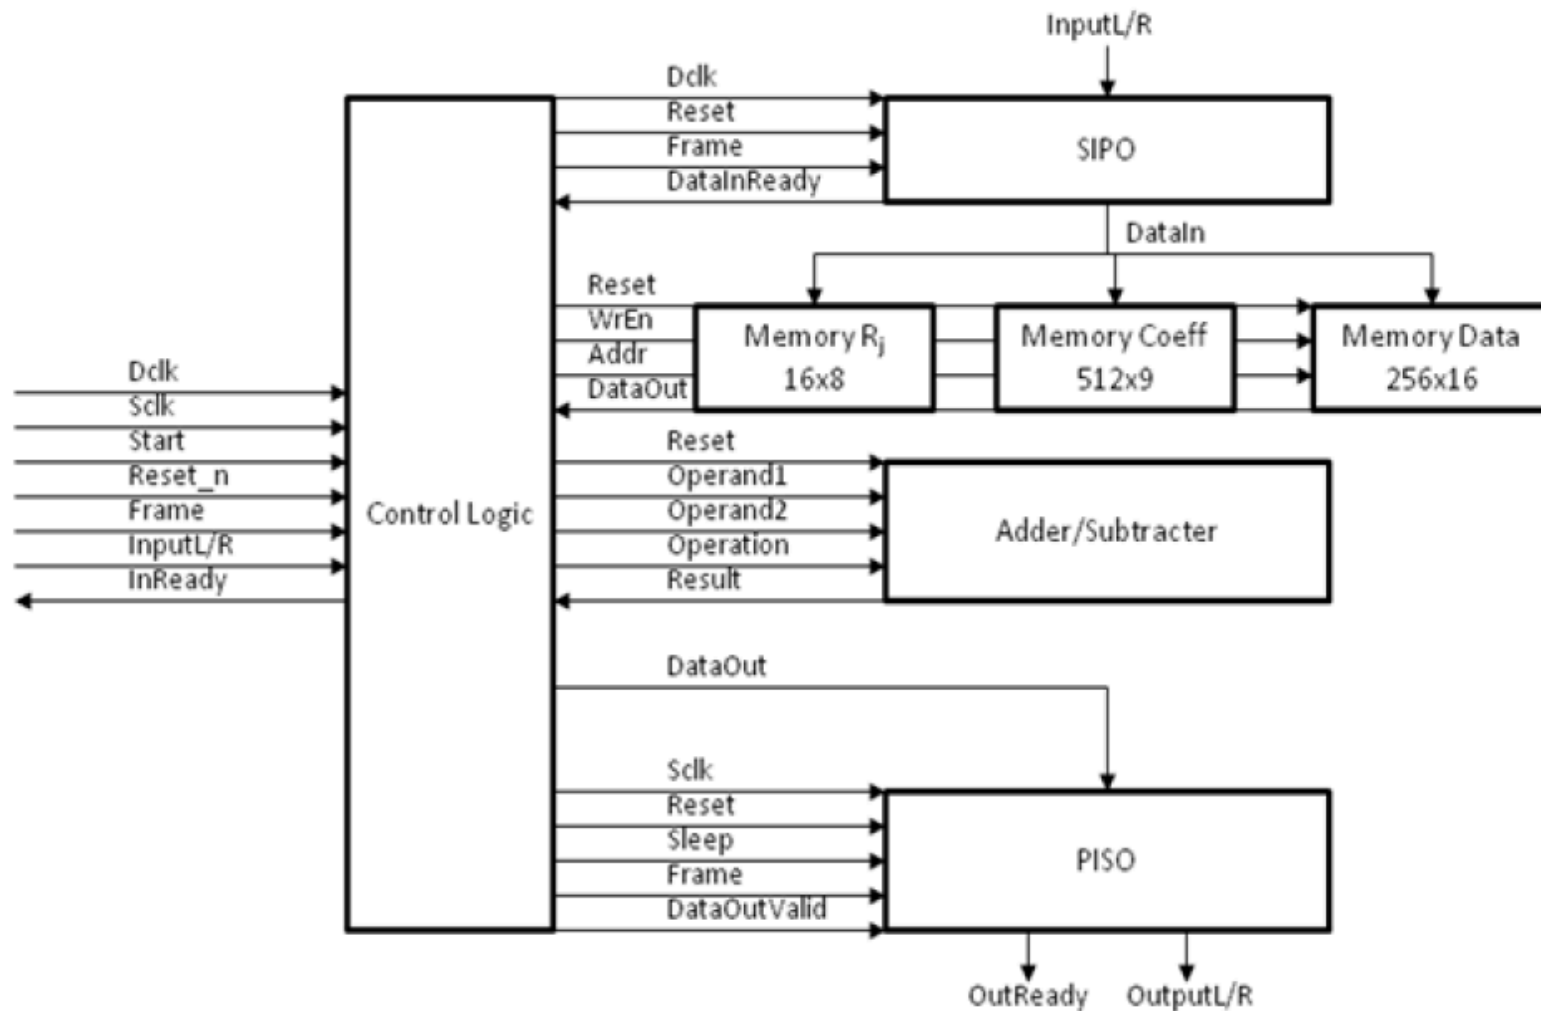 InputL/R
Dclk
Reset
Frame
DataInReady
SIPO
DataIn
Reset
WrEn
Addr
DataOut
Memory Rj
16x8
Memory Coeff
512x9
Memory Data
256x16
Dclk
Sclk
Start
Reset_n
Frame
InputL/R
InReady
Control Logic
Reset
Operand1
Operand2
Operation
Result
Adder/Subtracter
DataOut
Sclk
Reset
Sleep
Frame
DataOutValid
PISO
OutReady
OutputL/R